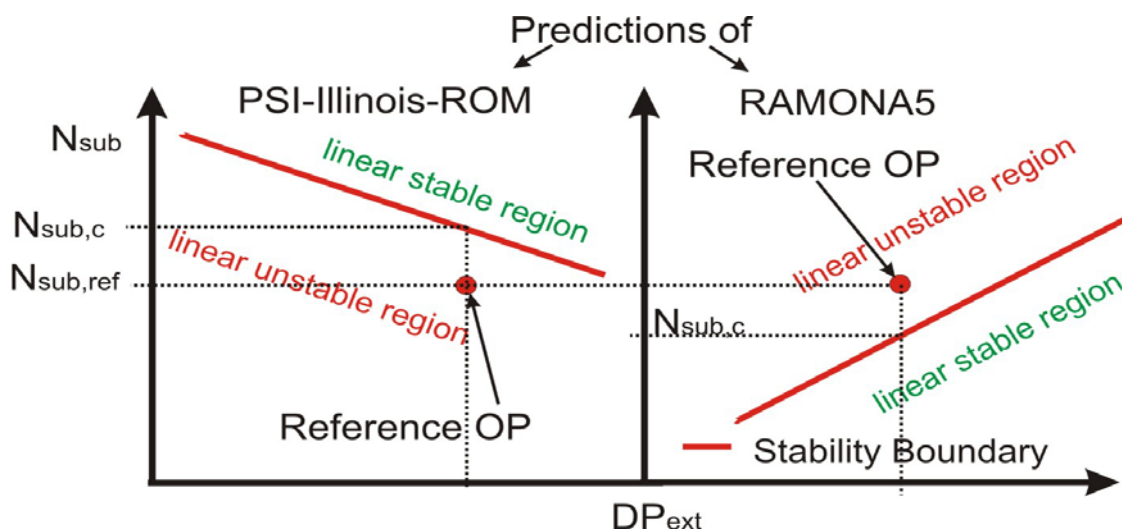 Predictions of
PSI-Illinois-ROM
RAMONA5
Nsub
linear stable region
Reference OP
linear unstable region
Nsub,c
linear unstable region
Nsub,ref
Nsub,c
linear stable region
Reference OP
Stability Boundary
DPext